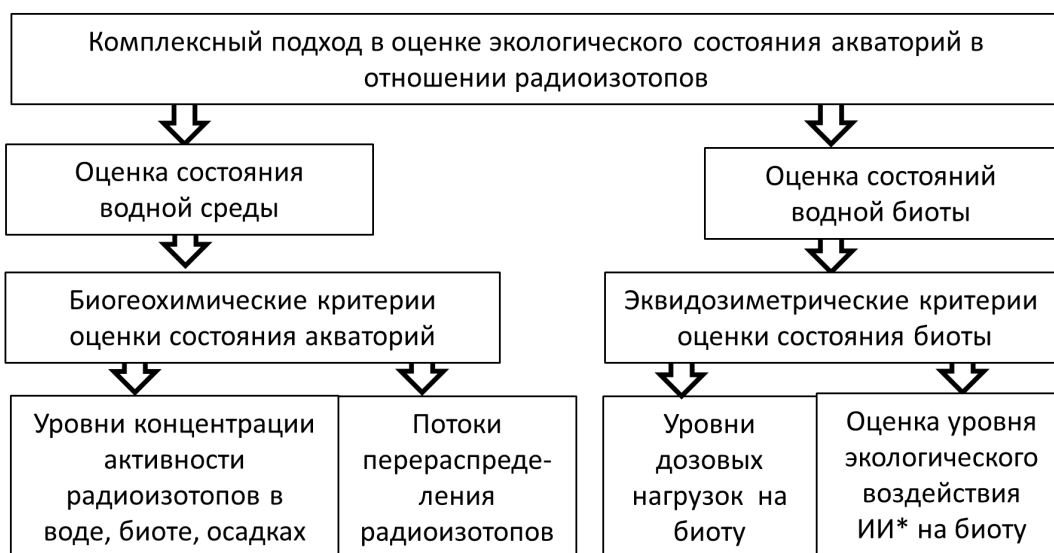 Комплексный подход в оценке экологического состояния акваторий в
отношении радиоизотопов
Оценка состояния
водной среды
Оценка состояний
водной биоты
Биогеохимические критерии
оценки состояния акваторий
Эквидозиметрические критерии
оценки состояния биоты
Уровни концентрации
активности
радиоизотопов в
воде, биоте, осадках
Потоки
перераспреде-
ления
радиоизотопов
Уровни
дозовых
нагрузок на
биоту
Оценка уровня
экологического
воздействия
ИИ* на биоту